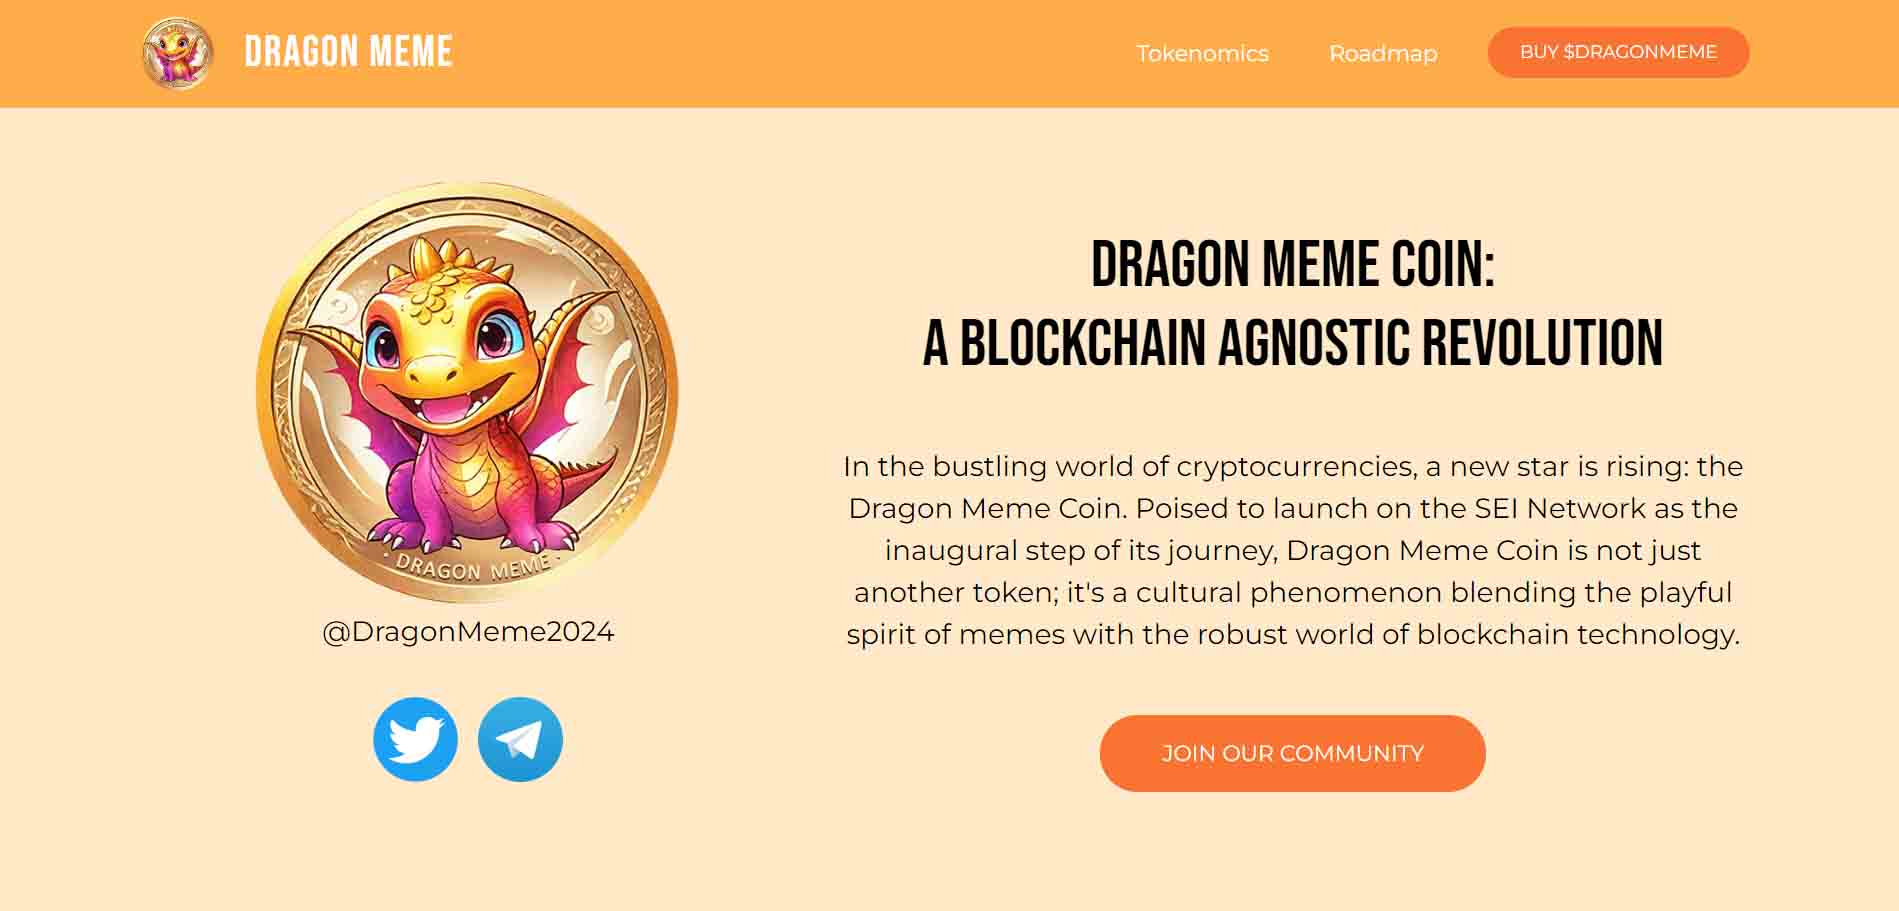 DRAGON MEME
Tokenomics
Roadmap
BUY $DRAGONMEME
· DRAGON MEME ·
@DragonMeme2024
DRAGON MEME COIN:
A BLOCKCHAIN AGNOSTIC REVOLUTION
In the bustling world of cryptocurrencies, a new star is rising: the
Dragon Meme Coin. Poised to launch on the SEI Network as the
inaugural step of its journey, Dragon Meme Coin is not just
another token; it's a cultural phenomenon blending the playful
spirit of memes with the robust world of blockchain technology.
JOIN OUR COMMUNITY